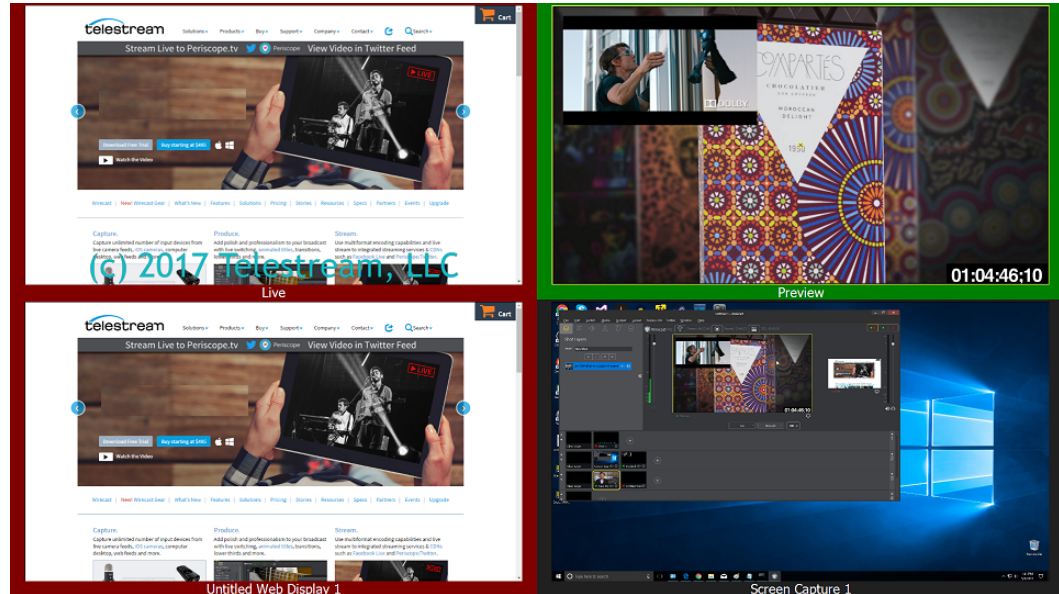 Cart
telestream
Solutions Products Buy Support Company Contact Search
Stream Live to Periscope.tv Periscope View Video in Twitter Feed
LIVE
Download Free Trial Buy starting at $495
Watch the Video
Wirecast | New! Wirecast Gear | What's New | Features | Solutions | Pricing | Stories | Resources | Specs | Partners | Events | Upgrade
Capture. Produce. Stream.
Capture unlimited number of input devices from Add polish and professionalism to your broadcast Use multiformat encoding capabilities and live
live camera feeds, iOS cameras, computer with live switching, animated titles, transitions, stream to integrated streaming services & CDNs
desktop, web feeds and more. lower thirds and more. such as Facebook Live and Periscope/Twitter.
(c) 2017 Telestream, LLC
Live
DOLBY
COMPARTÉS
CHOCOLATIER
LOS ANGELES
MOROCCAN
DELIGHT
1950
01:04:46:10
Preview
Cart
telestream
Solutions Products Buy Support Company Contact Search
Stream Live to Periscope.tv Periscope View Video in Twitter Feed
LIVE
Download Free Trial Buy starting at $495
Watch the Video
Wirecast | New! Wirecast Gear | What's New | Features | Solutions | Pricing | Stories | Resources | Specs | Partners | Events | Upgrade
Capture. Produce. Stream.
Capture unlimited number of input devices from Add polish and professionalism to your broadcast Use multiformat encoding capabilities and live
live camera feeds, iOS cameras, computer with live switching, animated titles, transitions, stream to integrated streaming services & CDNs
desktop, web feeds and more. lower thirds and more. such as Facebook Live and Periscope/Twitter.
Untitled Web Display 1
01:04:46:10
Type here to search
Screen Capture 1